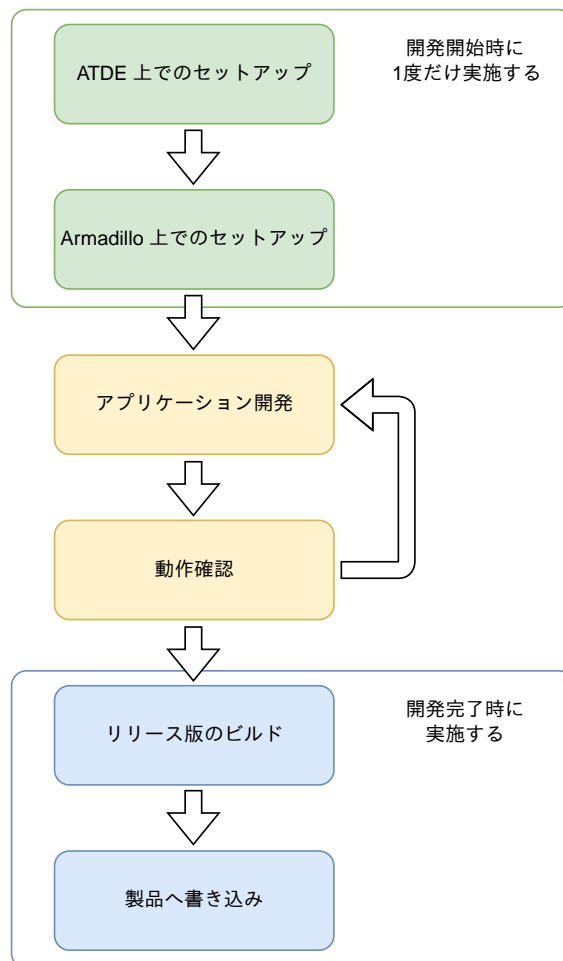 ATDE 上でのセットアップ
開発開始時に
1度だけ実施する
Armadillo 上でのセットアップ
アプリケーション開発
動作確認
リリース版のビルド
開発完了時に
実施する
製品へ書き込み